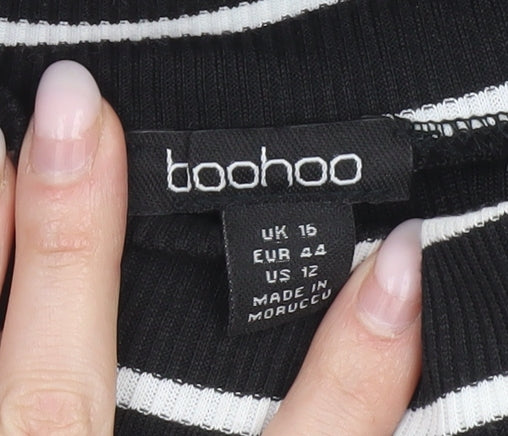 boohoo
UK 16
EUR 44
US 12
MADE IN
MOROCCO